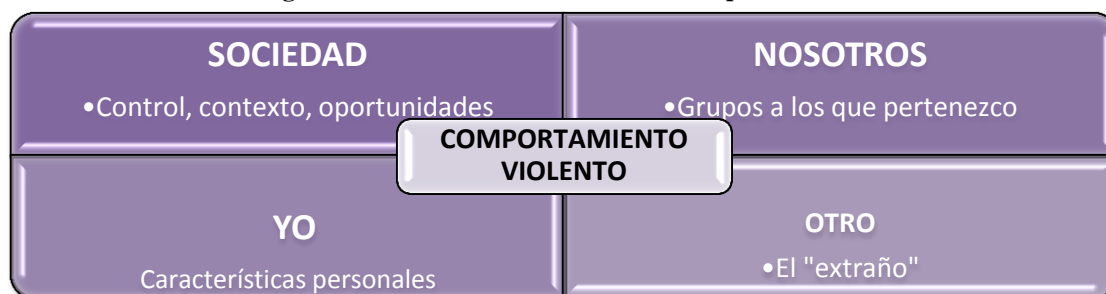 SOCIEDAD
•Control, contexto, oportunidades
NOSOTROS
•Grupos a los que pertenezco
COMPORTAMIENTO
VIOLENTO
YO
Características personales
OTRO
•El "extraño"